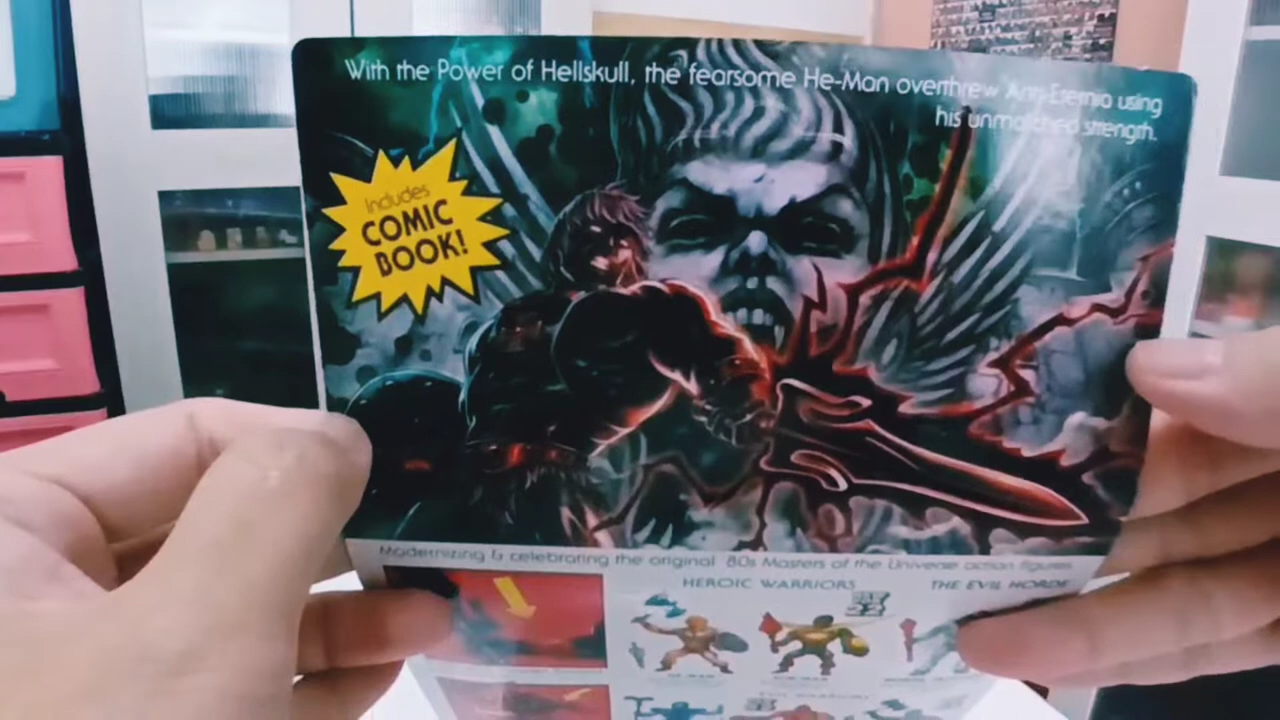 With the Power of Hellskull, the fearsome He-Man overthrew Anti-Eternia using
his unmatched strength.
Includes
COMIC
BOOK!
Modernizing & celebrating the original '80s Masters of the Universe action figures
HEROIC WARRIORS
THE EVIL HORDE